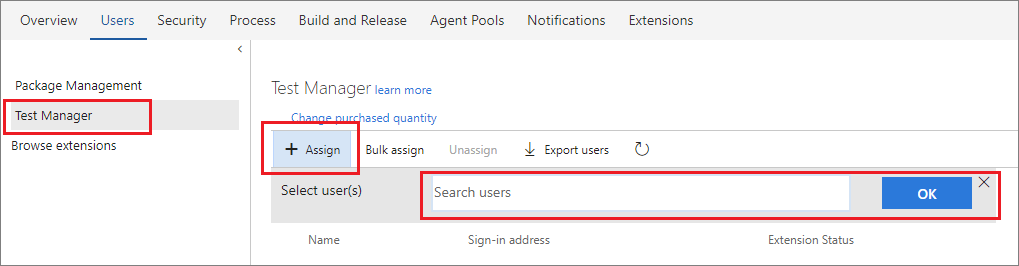 Overview Users Security Process Build and Release Agent Pools Notifications Extensions
Package Management
Test Manager
Browse extensions
Test Manager learn more
Change purchased quantity
+ Assign Bulk assign Unassign Export users
Select user(s) Search users OK
Name Sign-in address Extension Status